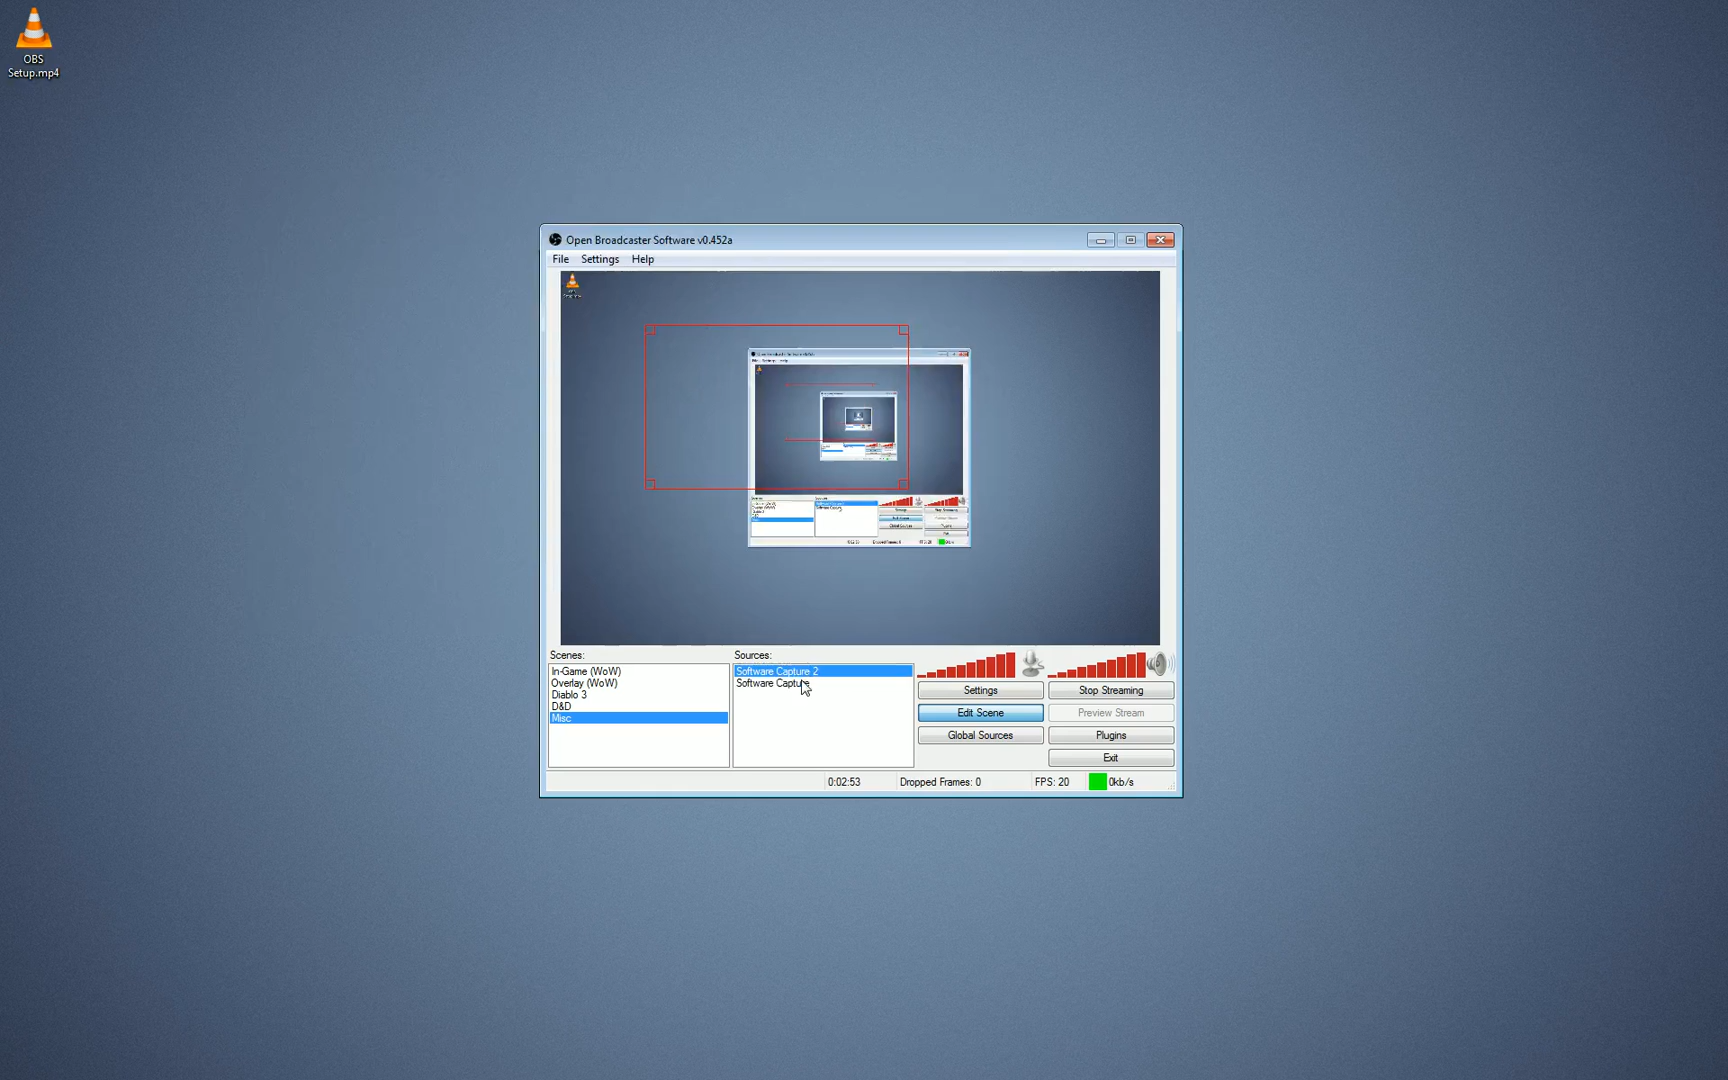 OBS
Setup.mp4
Open Broadcaster Software v0.452a
File Settings Help
Scenes:
In-Game (WoW)
Overlay (WoW)
Diablo 3
D&D
Misc
Sources:
Software Capture 2
Software Capture
Settings
Stop Streaming
Edit Scene
Preview Stream
Global Sources
Plugins
Exit
0:02:53
Dropped Frames: 0
FPS: 20
0kb/s